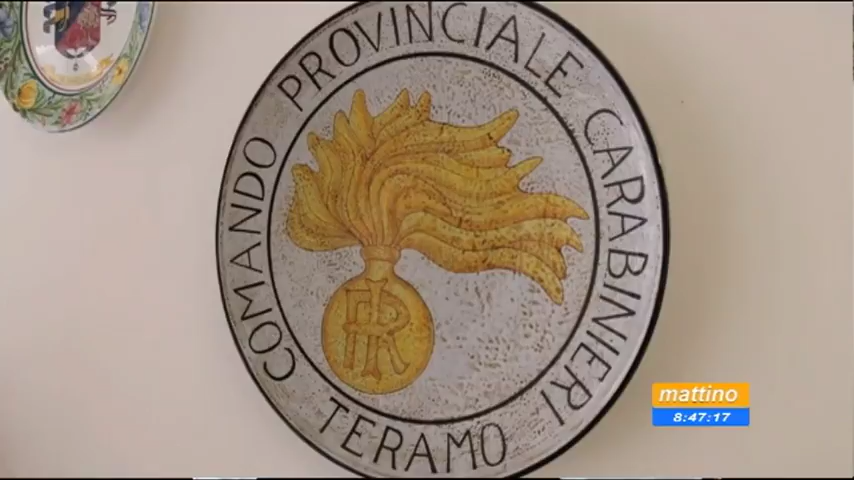 COMANDO PROVINCIALE CARABINIERI
TERAMO
RI
mattino
8:47:17